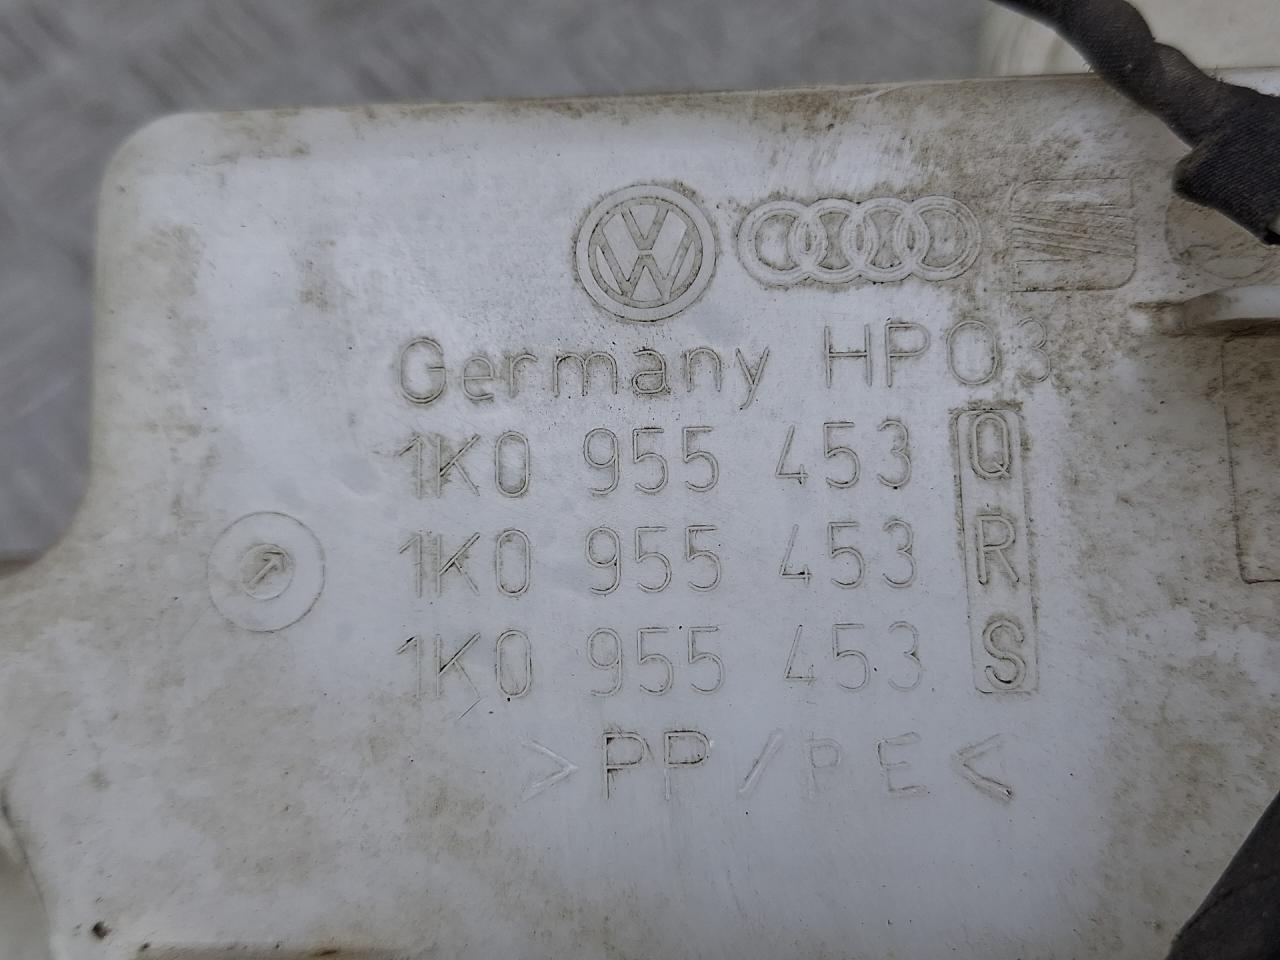 Germany HP03
1K0 955 453 Q
1K0 955 453 R
1K0 955 453 S
>PP/PE<